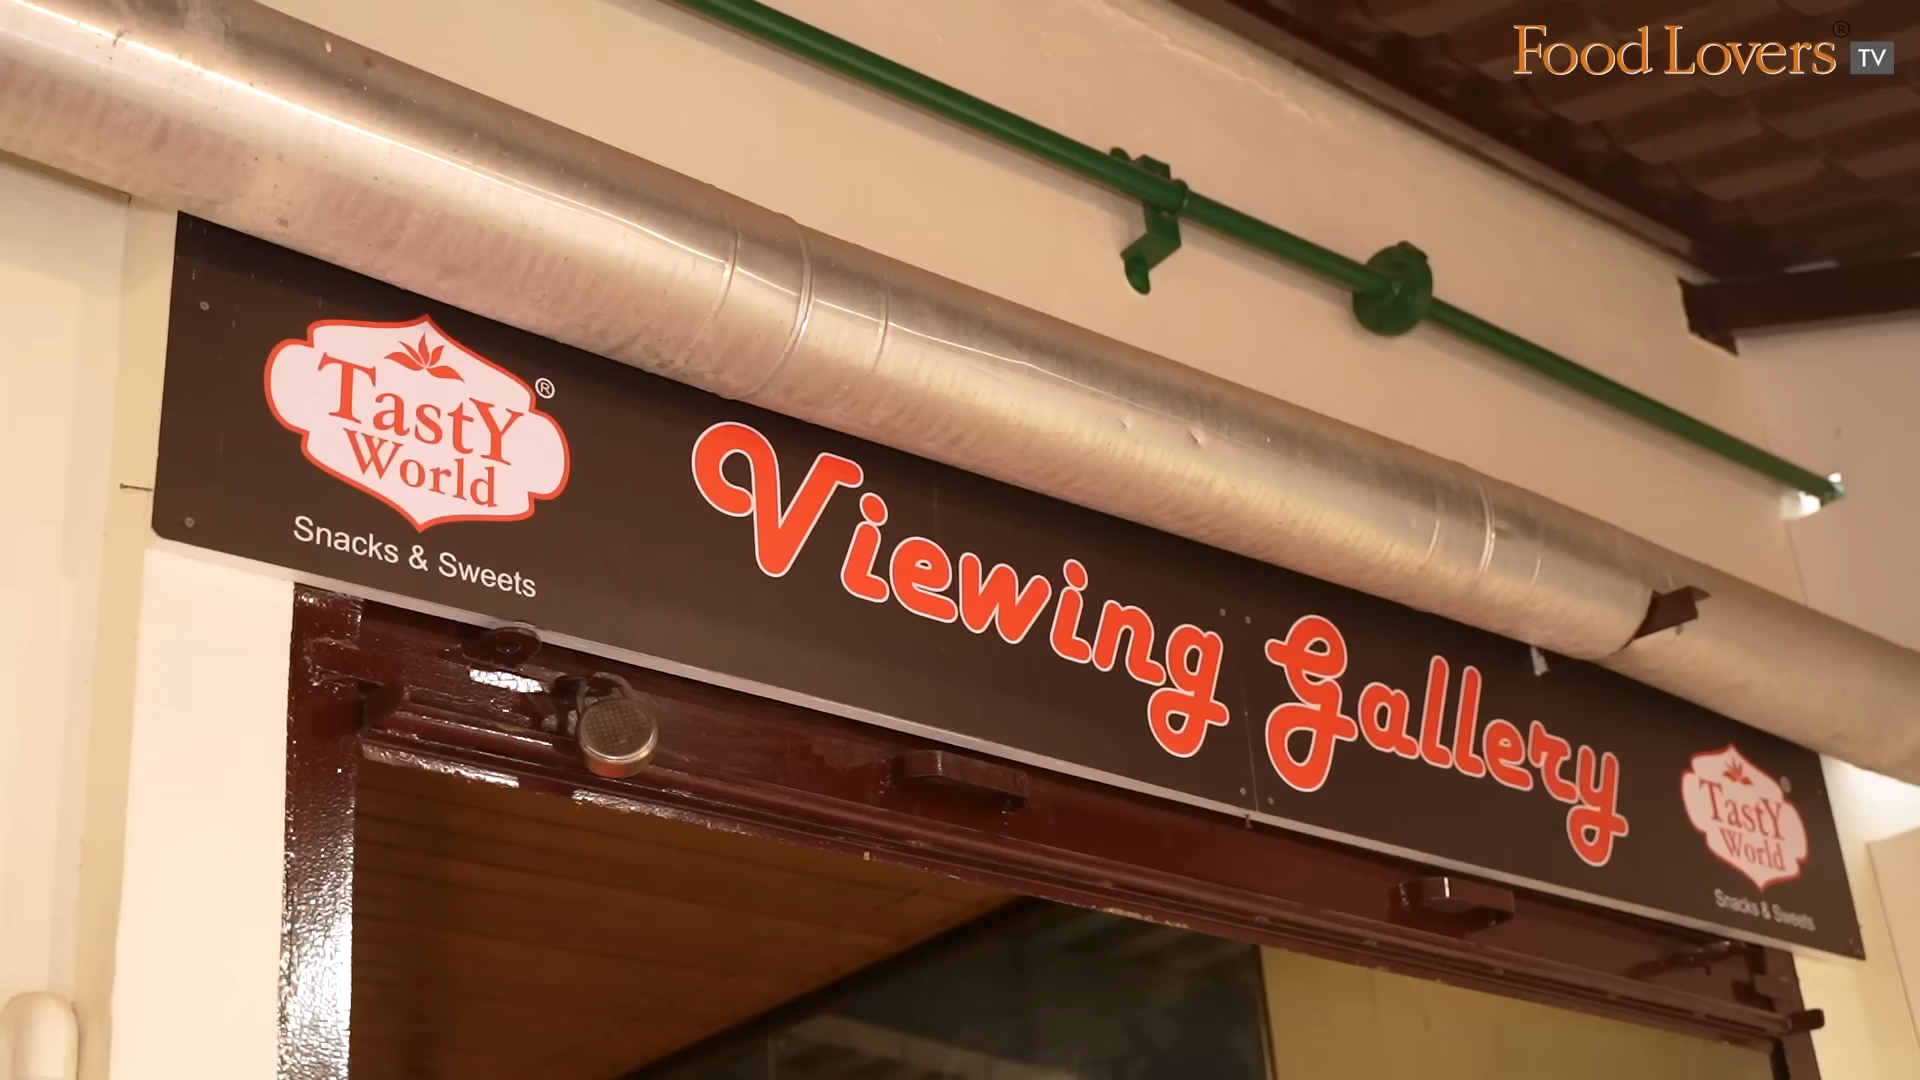 Food Lovers®
TV
TastY
World
®
Snacks & Sweets
Viewing Gallery
TastY
World
Snacks & Sweets